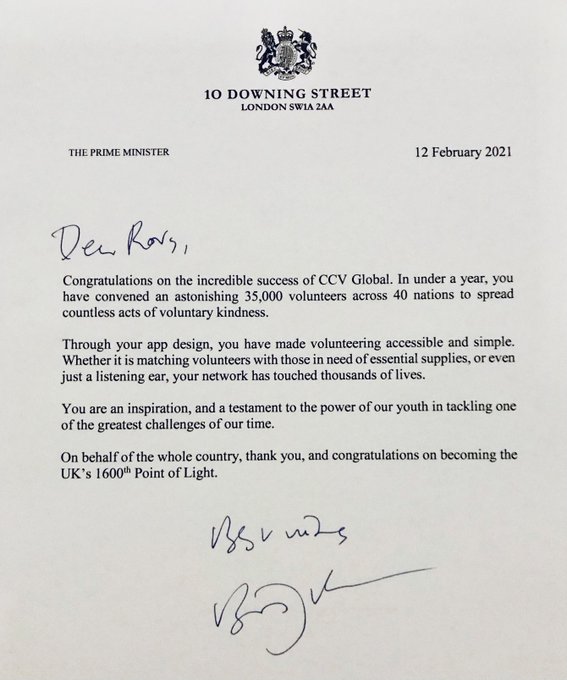 10 DOWNING STREET
LONDON SW1A 2AA
THE PRIME MINISTER
12 February 2021
Dear
Congratulations on the incredible success of CCV Global. In under a year, you
have convened an astonishing 35,000 volunteers across 40 nations to spread
countless acts of voluntary kindness.
Through your app design, you have made volunteering accessible and simple.
Whether it is matching volunteers with those in need of essential supplies, or even
just a listening ear, your network has touched thousands of lives.
You are an inspiration, and a testament to the power of our youth in tackling one
of the greatest challenges of our time.
On behalf of the whole country, thank you, and congratulations on becoming the
UK's 1600th Point of Light.
Best wishes